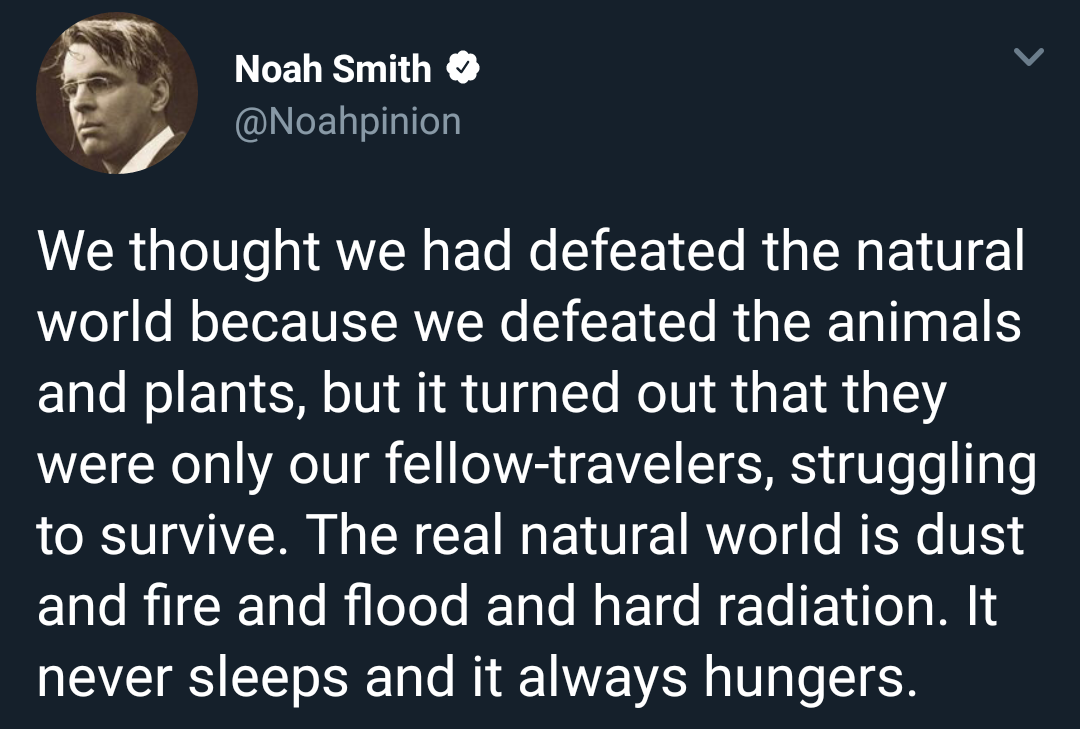 Noah Smith
@Noahpinion
We thought we had defeated the natural
world because we defeated the animals
and plants, but it turned out that they
were only our fellow-travelers, struggling
to survive. The real natural world is dust
and fire and flood and hard radiation. It
never sleeps and it always hungers.